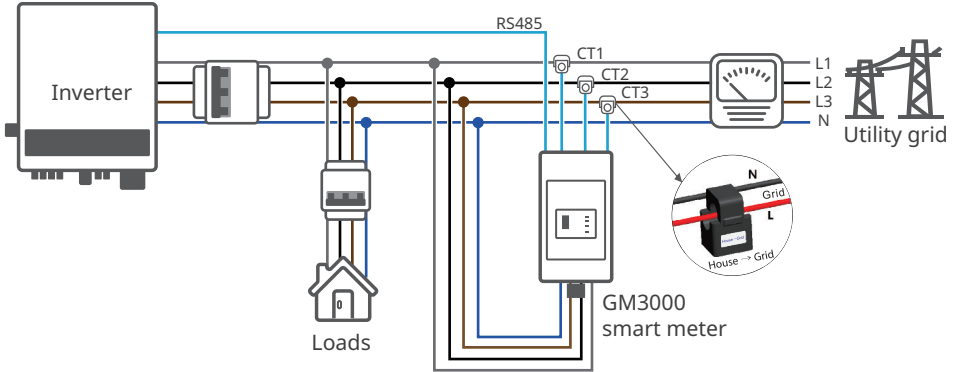 RS485
CT1
CT2
CT3
L1
L2
L3
N
Inverter
Utility grid
N
Grid
L
House→Grid
House → Grid
GM3000
smart meter
Loads